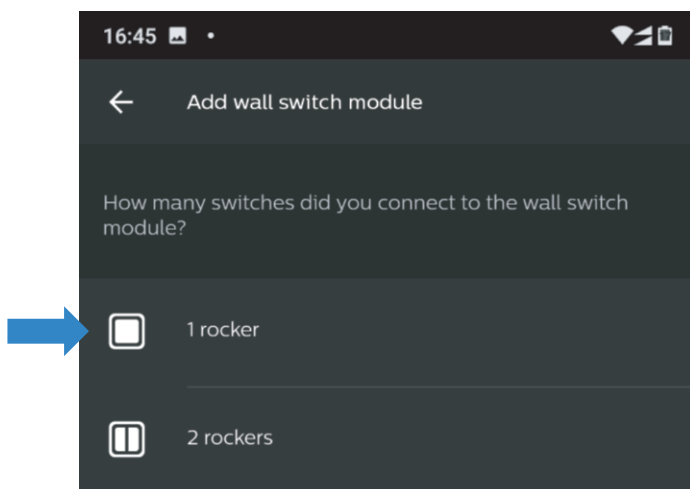 16:45
Add wall switch module
How many switches did you connect to the wall switch
module?
1 rocker
2 rockers